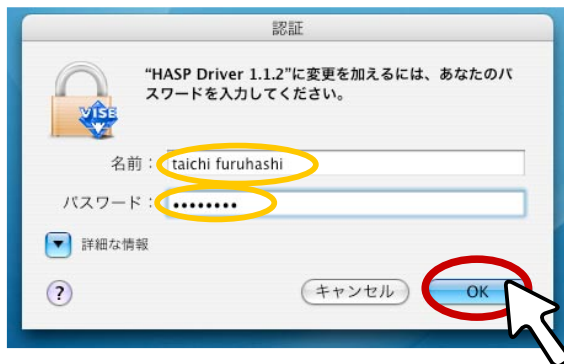 認証
“HASP Driver 1.1.2”に変更を加えるには、あなたのパ
スワードを入力してください。
VISE
名前： taichi furuhashi
パスワード： ••••••••
詳細な情報
? キャンセル OK